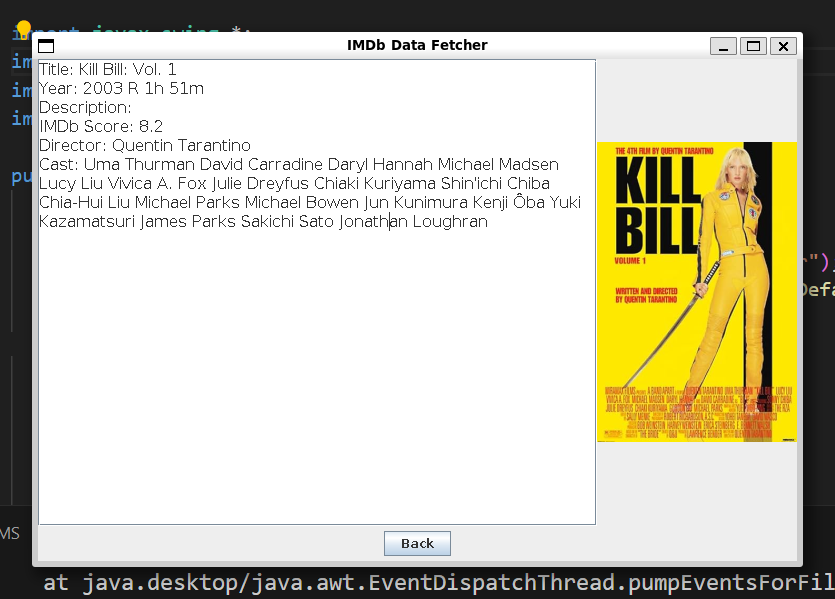 import javax.swing.*;
IMDb Data Fetcher
im
im
im
pu
Title: Kill Bill: Vol. 1
Year: 2003 R 1h 51m
Description:
IMDb Score: 8.2
Director: Quentin Tarantino
Cast: Uma Thurman David Carradine Daryl Hannah Michael Madsen
Lucy Liu Vivica A. Fox Julie Dreyfus Chiaki Kuriyama Shin'ichi Chiba
Chia-Hui Liu Michael Parks Michael Bowen Jun Kunimura Kenji Ôba Yuki
Kazamatsuri James Parks Sakichi Sato Jonathan Loughran
THE 4TH FILM BY QUENTIN TARANTINO
KILL
BILL
VOLUME 1
WRITTEN AND DIRECTED
BY QUENTIN TARANTINO
");
Defa
Back
MS
at java.desktop/java.awt.EventDispatchThread.pumpEventsForFil